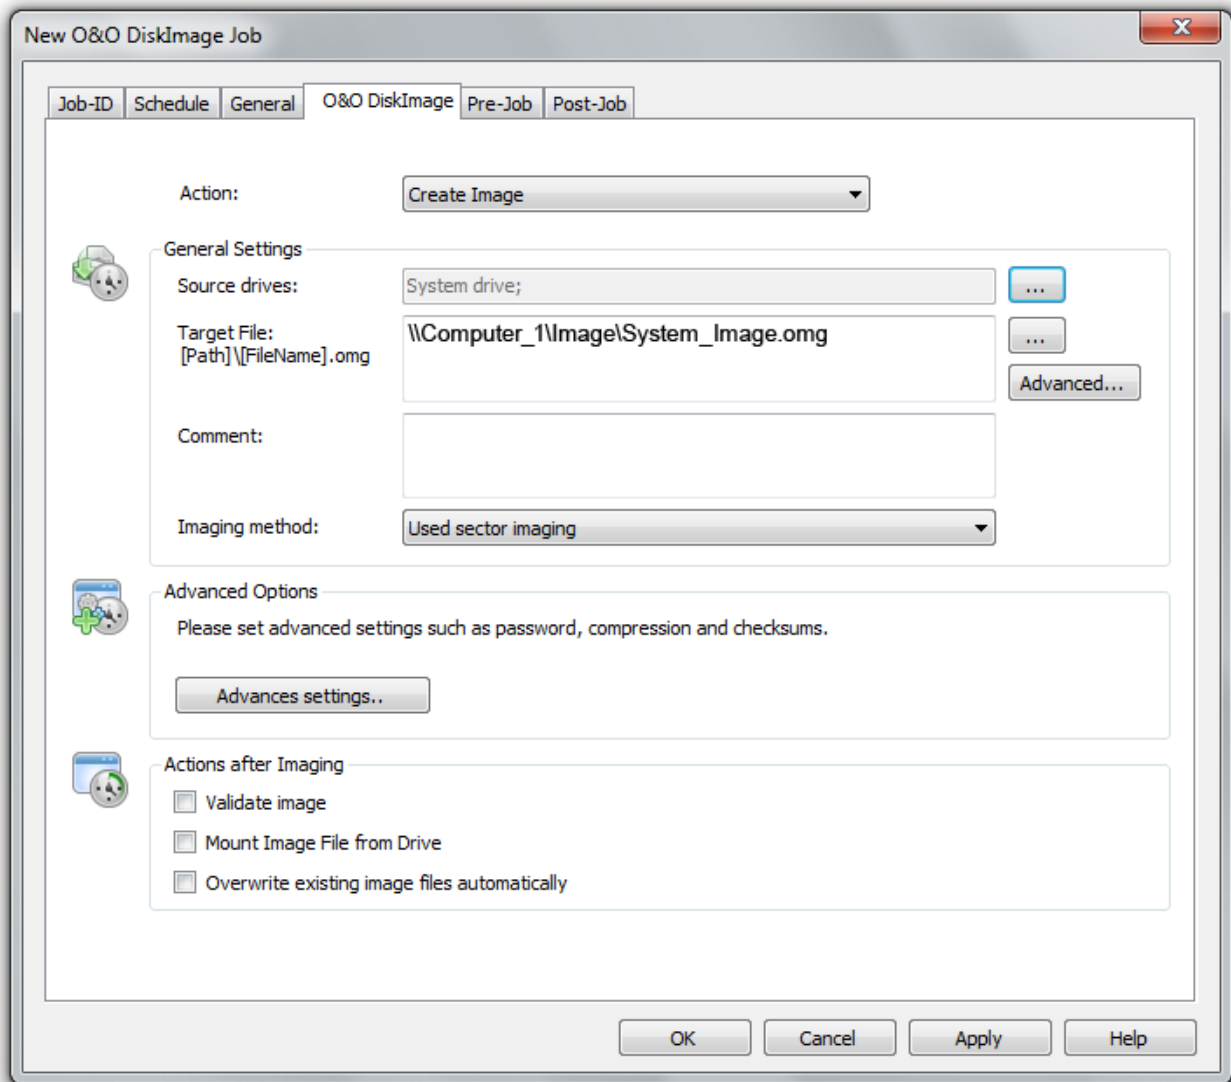 New O&O DiskImage Job
X
Job-ID Schedule General O&O DiskImage Pre-Job Post-Job
Action: Create Image
General Settings
Source drives: System drive; ...
Target File: \\Computer_1\Image\System_Image.omg ...
[Path]\[FileName].omg
Advanced...
Comment:
Imaging method: Used sector imaging
Advanced Options
Please set advanced settings such as password, compression and checksums.
Advances settings..
Actions after Imaging
Validate image
Mount Image File from Drive
Overwrite existing image files automatically
OK Cancel Apply Help